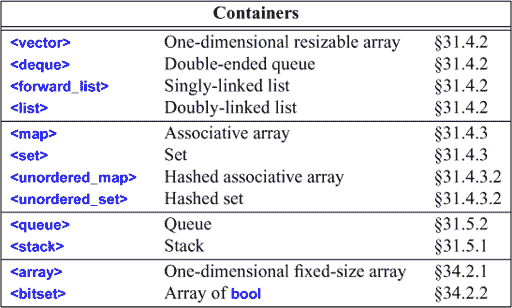 Containers
<vector> One-dimensional resizable array §31.4.2
<deque> Double-ended queue §31.4.2
<forward_list> Singly-linked list §31.4.2
<list> Doubly-linked list §31.4.2
<map> Associative array §31.4.3
<set> Set §31.4.3
<unordered_map> Hashed associative array §31.4.3.2
<unordered_set> Hashed set §31.4.3.2
<queue> Queue §31.5.2
<stack> Stack §31.5.1
<array> One-dimensional fixed-size array §34.2.1
<bitset> Array of bool §34.2.2